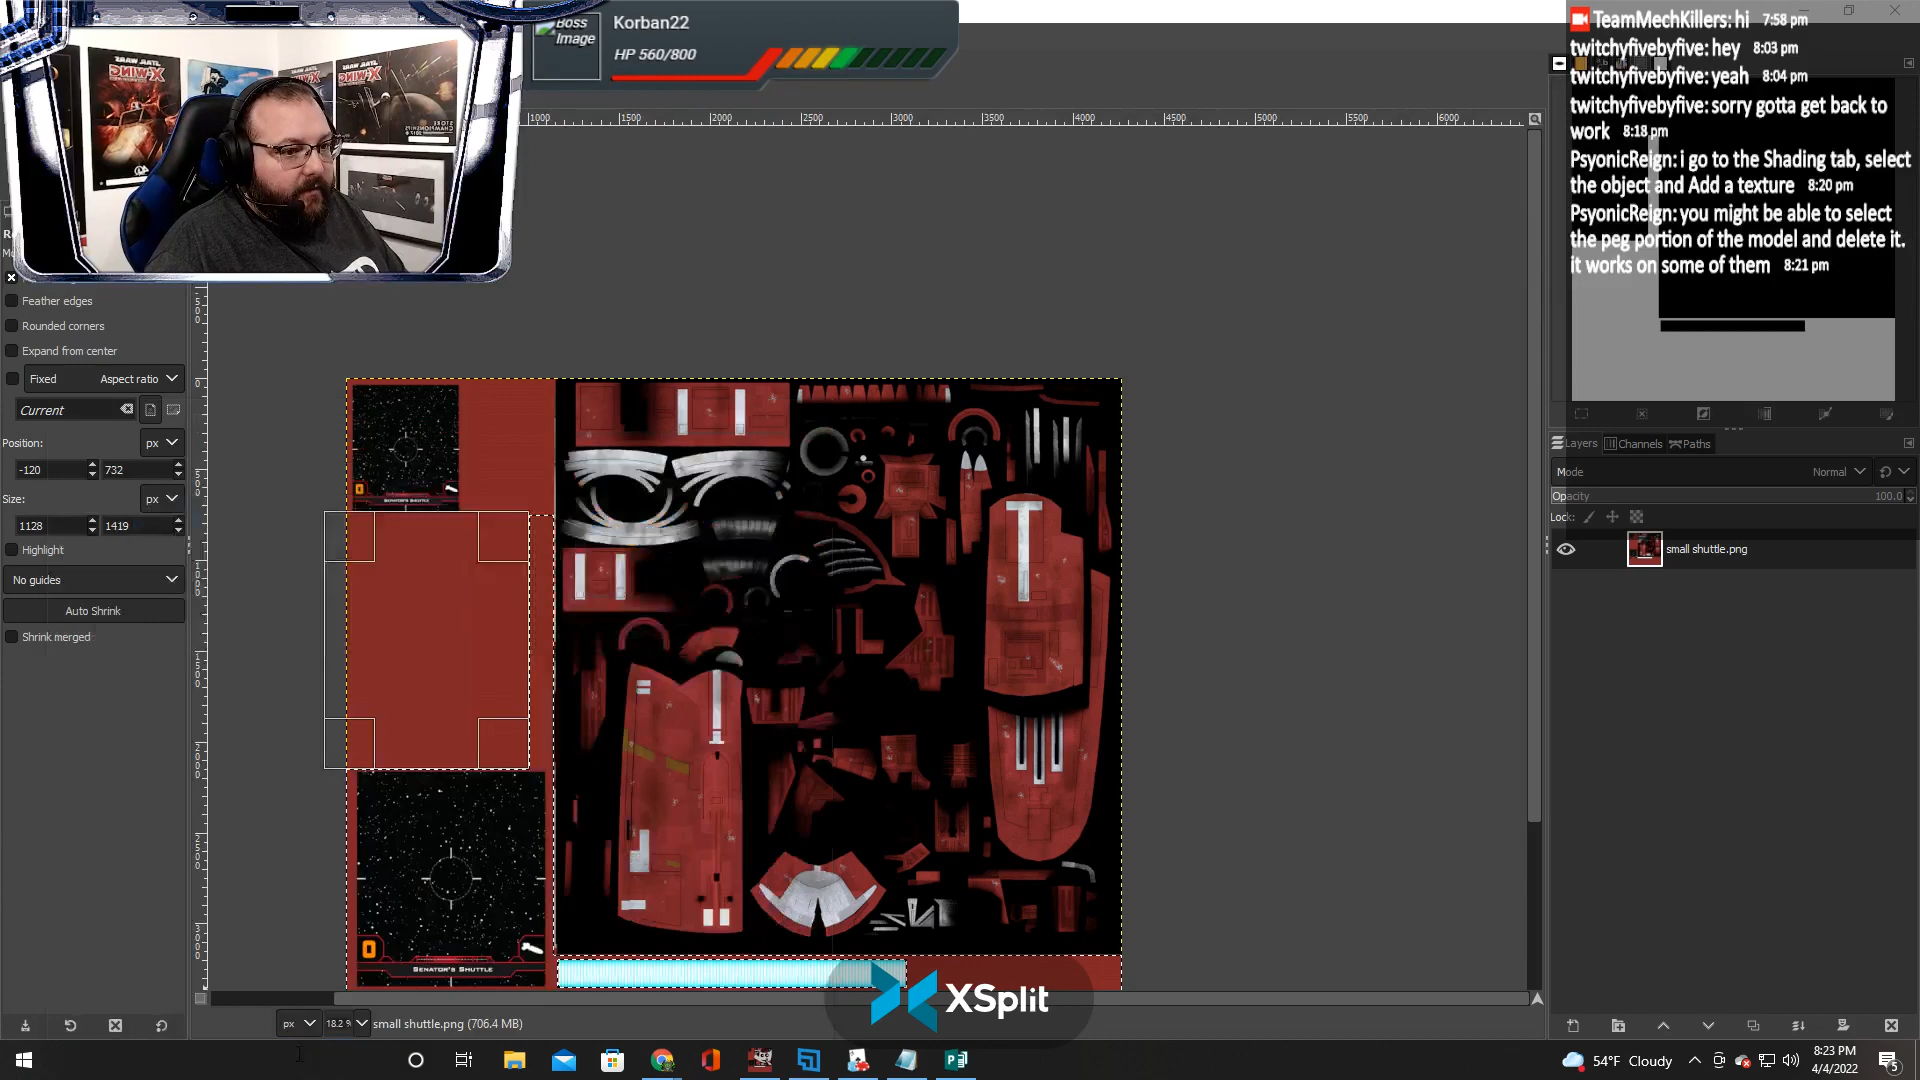 Boss
Image
Korban22
HP 560/800
TeamMechKillers: hi 7:58 pm
twitchyfivebyfive: hey 8:03 pm
twitchyfivebyfive: yeah 8:04 pm
twitchyfivebyfive: sorry gotta get back to
work 8:18 pm
PsyonicReign: i go to the Shading tab, select
the object and Add a texture 8:20 pm
PsyonicReign: you might be able to select
the peg portion of the model and delete it.
it works on some of them 8:21 pm
1000 1500 2000 2500 3000 3500 4000 4500 5000 5500 6000
Feather edges
Rounded corners
Expand from center
Fixed Aspect ratio
Current
Position: px
-120 732
Size: px
1128 1419
Highlight
No guides
Auto Shrink
Shrink merged
Layers Channels Paths
Mode Normal
Opacity 100.0
Lock:
small shuttle.png
SENATOR'S SHUTTLE
SENATOR'S SHUTTLE
XSplit
px 18.2 % small shuttle.png (706.4 MB)
54°F Cloudy
8:23 PM
4/4/2022
5